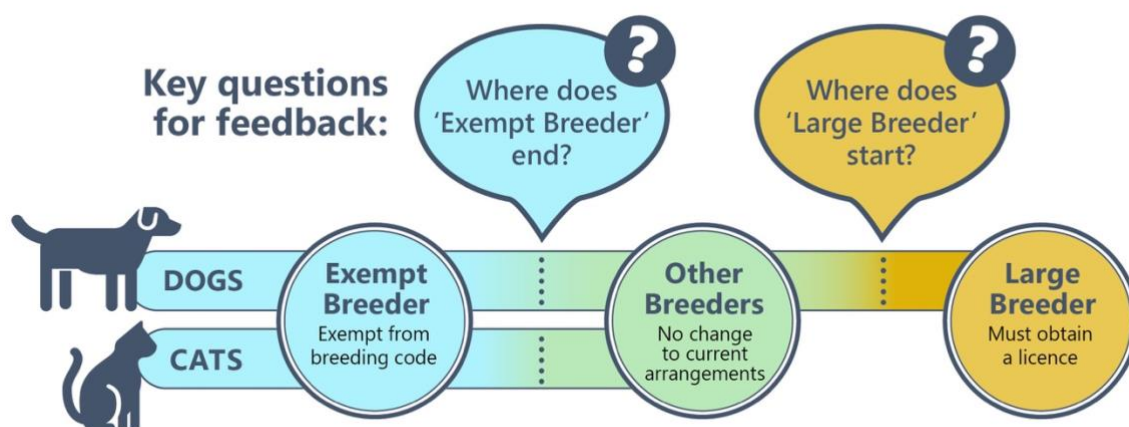 Key questions
for feedback:
?
Where does
‘Exempt Breeder’
end?
?
Where does
‘Large Breeder’
start?
DOGS
CATS
Exempt
Breeder
Exempt from
breeding code
Other
Breeders
No change
to current
arrangements
Large
Breeder
Must obtain
a licence